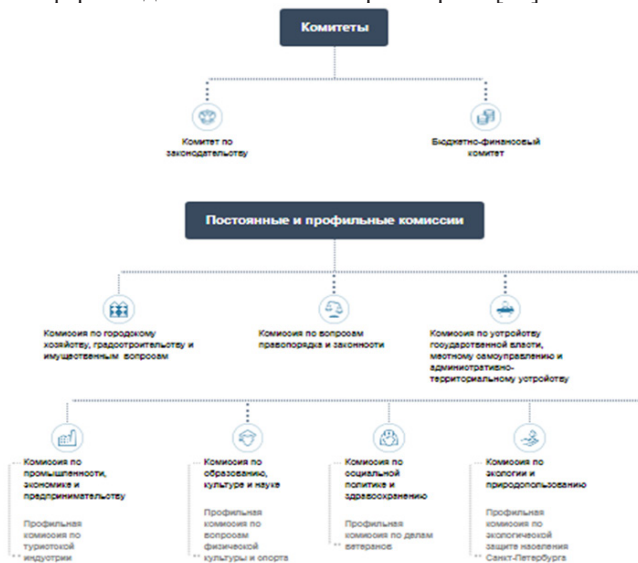 Комитеты
Комитет по
законодательству
Бюджетно-финансовый
комитет
Постоянные и профильные комиссии
Комиссия по городскому
хозяйству, градостроительству и
имущественным вопросам
Комиссия по вопросам
правопорядка и законности
Комиссия по устройству
государственной власти,
местному самоуправлению и
административно-
территориальному устройству
Комиссия по
промышленности,
экономике и
предпринимательству
Профильная
комиссия по
туристской
индустрии
Комиссия по
образованию,
культуре и науке
Профильная
комиссия по
вопросам
физической
культуры и спорта
Комиссия по
социальной
политике и
здравоохранению
Профильная
комиссия по делам
ветеранов
Комиссия по
экологии и
природопользованию
Профильная
комиссия по
экологической
защите населения
Санкт-Петербурга